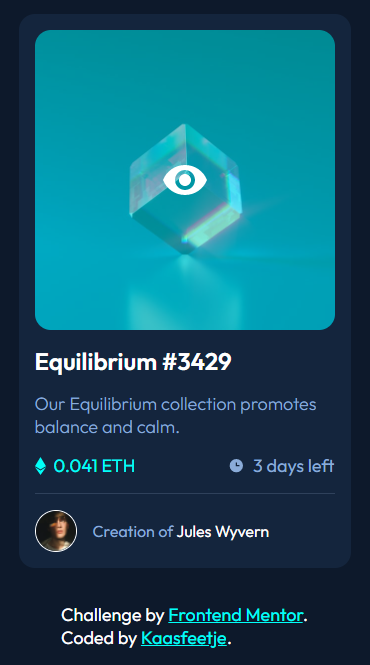 Equilibrium #3429
Our Equilibrium collection promotes
balance and calm.
0.041 ETH
3 days left
Creation of Jules Wyvern
Challenge by Frontend Mentor.
Coded by Kaasfeetje.